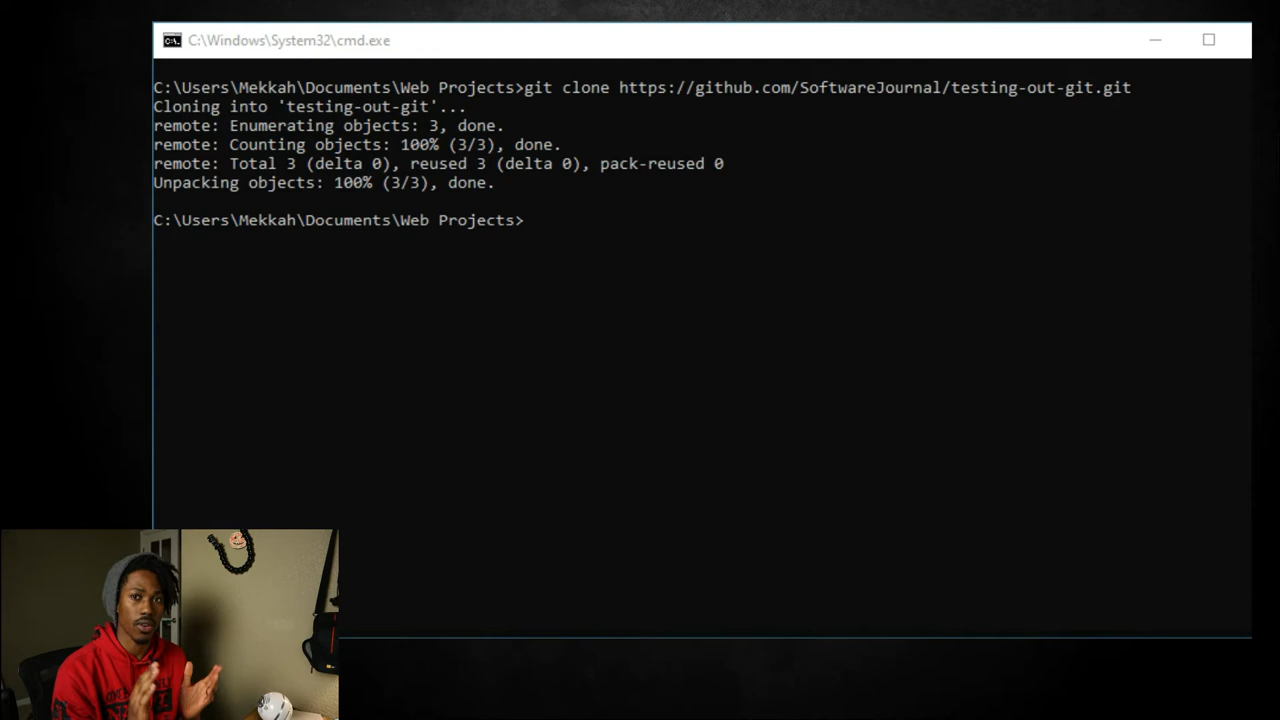 C:\Windows\System32\cmd.exe
C:\Users\Mekkah\Documents\Web Projects>git clone https://github.com/SoftwareJournal/testing-out-git.git
Cloning into 'testing-out-git'...
remote: Enumerating objects: 3, done.
remote: Counting objects: 100% (3/3), done.
remote: Total 3 (delta 0), reused 3 (delta 0), pack-reused 0
Unpacking objects: 100% (3/3), done.
C:\Users\Mekkah\Documents\Web Projects>